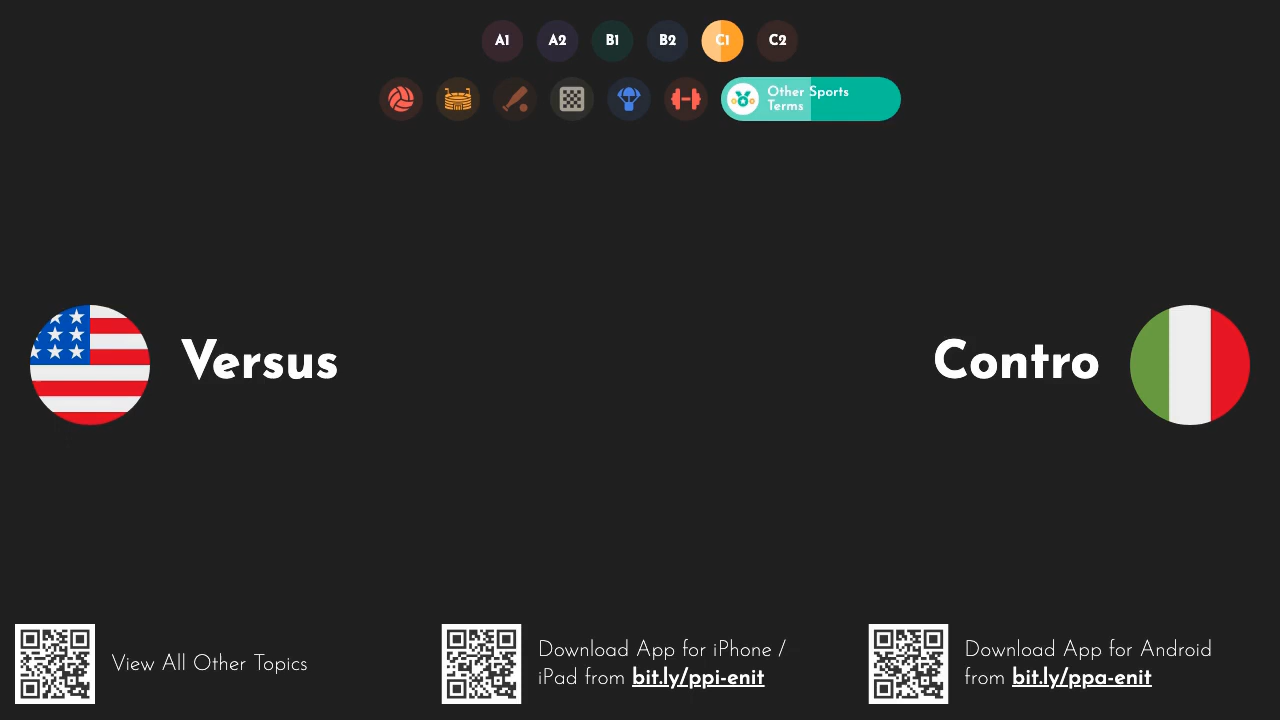 A1 A2 B1 B2 C1 C2
Other Sports
Terms
Versus
Contro
View All Other Topics
Download App for iPhone /
iPad from bit.ly/ppi-enit
Download App for Android
from bit.ly/ppa-enit